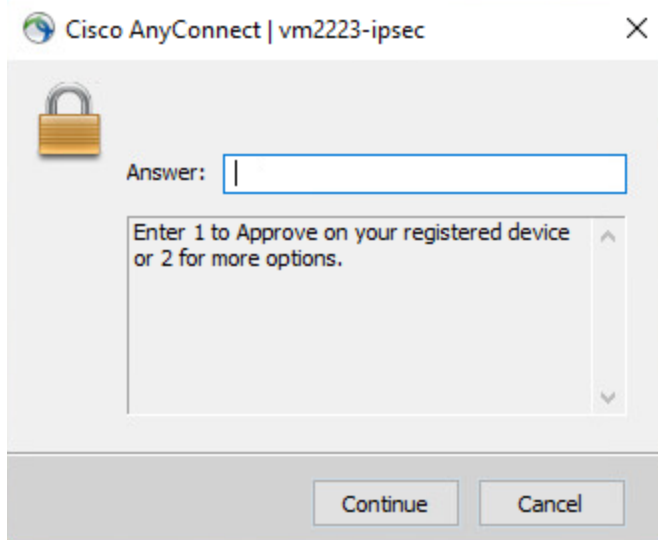 Cisco AnyConnect | vm2223-ipsec
Answer:
Enter 1 to Approve on your registered device
or 2 for more options.
Continue
Cancel